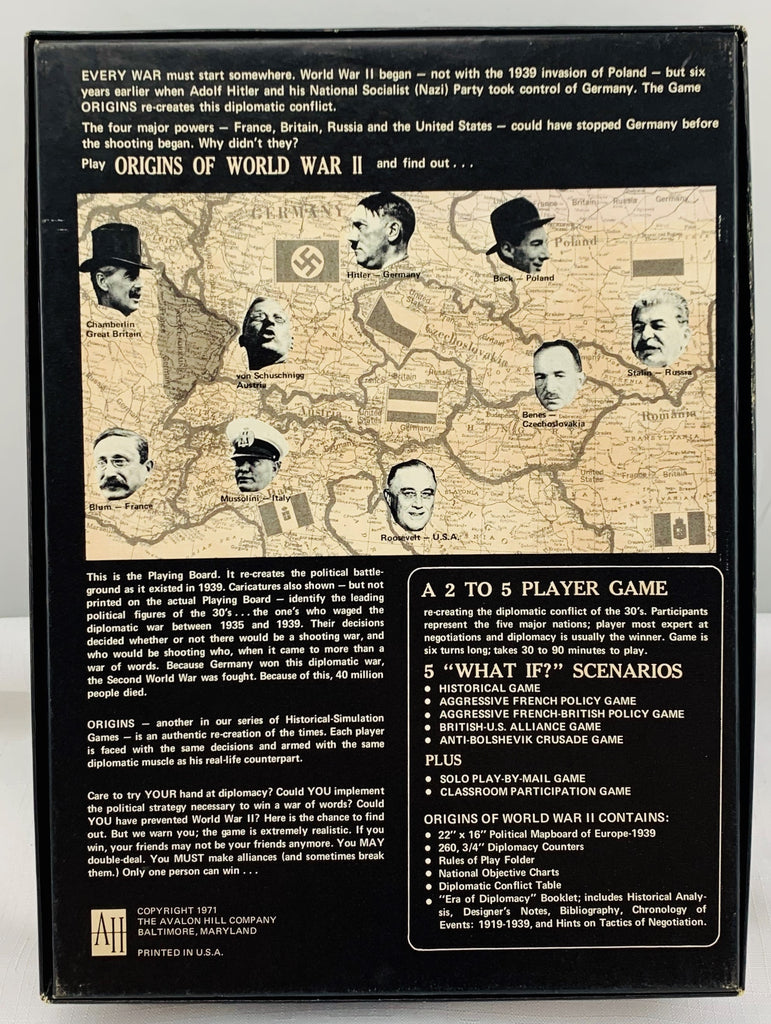 EVERY WAR must start somewhere. World War II began — not with the 1939 invasion of Poland — but six
years earlier when Adolf Hitler and his National Socialist (Nazi) Party took control of Germany. The Game
ORIGINS re-creates this diplomatic conflict.
The four major powers — France, Britain, Russia and the United States — could have stopped Germany before
the shooting began. Why didn't they?
Play ORIGINS OF WORLD WAR II and find out . . .
GERMANY
France Britain Russia Germany
Poland
Hitler — Germany
Beck — Poland
Chamberlin
Great Britain
United States
Czechoslovakia
von Schuschnigg
Austria
Stalin — Russia
France Britain Russia
Germany
Austria
Benes —
Czechoslovakia
HUNGARY
Romania
TRANSYLVANIA
Blum — France
Mussolini — Italy
United States France Britain Russia
Roosevelt — U.S.A.
This is the Playing Board. It re-creates the political battle-
ground as it existed in 1939. Caricatures also shown — but not
printed on the actual Playing Board — identify the leading
political figures of the 30's . . . the one's who waged the
diplomatic war between 1935 and 1939. Their decisions
decided whether or not there would be a shooting war, and
who would be shooting who, when it came to more than a
war of words. Because Germany won this diplomatic war,
the Second World War was fought. Because of this, 40 million
people died.
ORIGINS — another in our series of Historical-Simulation
Games — is an authentic re-creation of the times. Each player
is faced with the same decisions and armed with the same
diplomatic muscle as his real-life counterpart.
Care to try YOUR hand at diplomacy? Could YOU implement
the political strategy necessary to win a war of words? Could
YOU have prevented World War II? Here is the chance to find
out. But we warn you; the game is extremely realistic. If you
win, your friends may not be your friends anymore. You MAY
double-deal. You MUST make alliances (and sometimes break
them.) Only one person can win . . .
AH
COPYRIGHT 1971
THE AVALON HILL COMPANY
BALTIMORE, MARYLAND
PRINTED IN U.S.A.
A 2 TO 5 PLAYER GAME
re-creating the diplomatic conflict of the 30's. Participants
represent the five major nations; player most expert at
negotiations and diplomacy is usually the winner. Game is
six turns long; takes 30 to 90 minutes to play.
5 "WHAT IF?" SCENARIOS
● HISTORICAL GAME
● AGGRESSIVE FRENCH POLICY GAME
● AGGRESSIVE FRENCH-BRITISH POLICY GAME
● BRITISH-U.S. ALLIANCE GAME
● ANTI-BOLSHEVIK CRUSADE GAME
PLUS
● SOLO PLAY-BY-MAIL GAME
● CLASSROOM PARTICIPATION GAME
ORIGINS OF WORLD WAR II CONTAINS:
● 22" x 16" Political Mapboard of Europe-1939
● 260, 3/4" Diplomacy Counters
● Rules of Play Folder
● National Objective Charts
● Diplomatic Conflict Table
● "Era of Diplomacy" Booklet; includes Historical Analy-
sis, Designer's Notes, Bibliography, Chronology of
Events: 1919-1939, and Hints on Tactics of Negotiation.